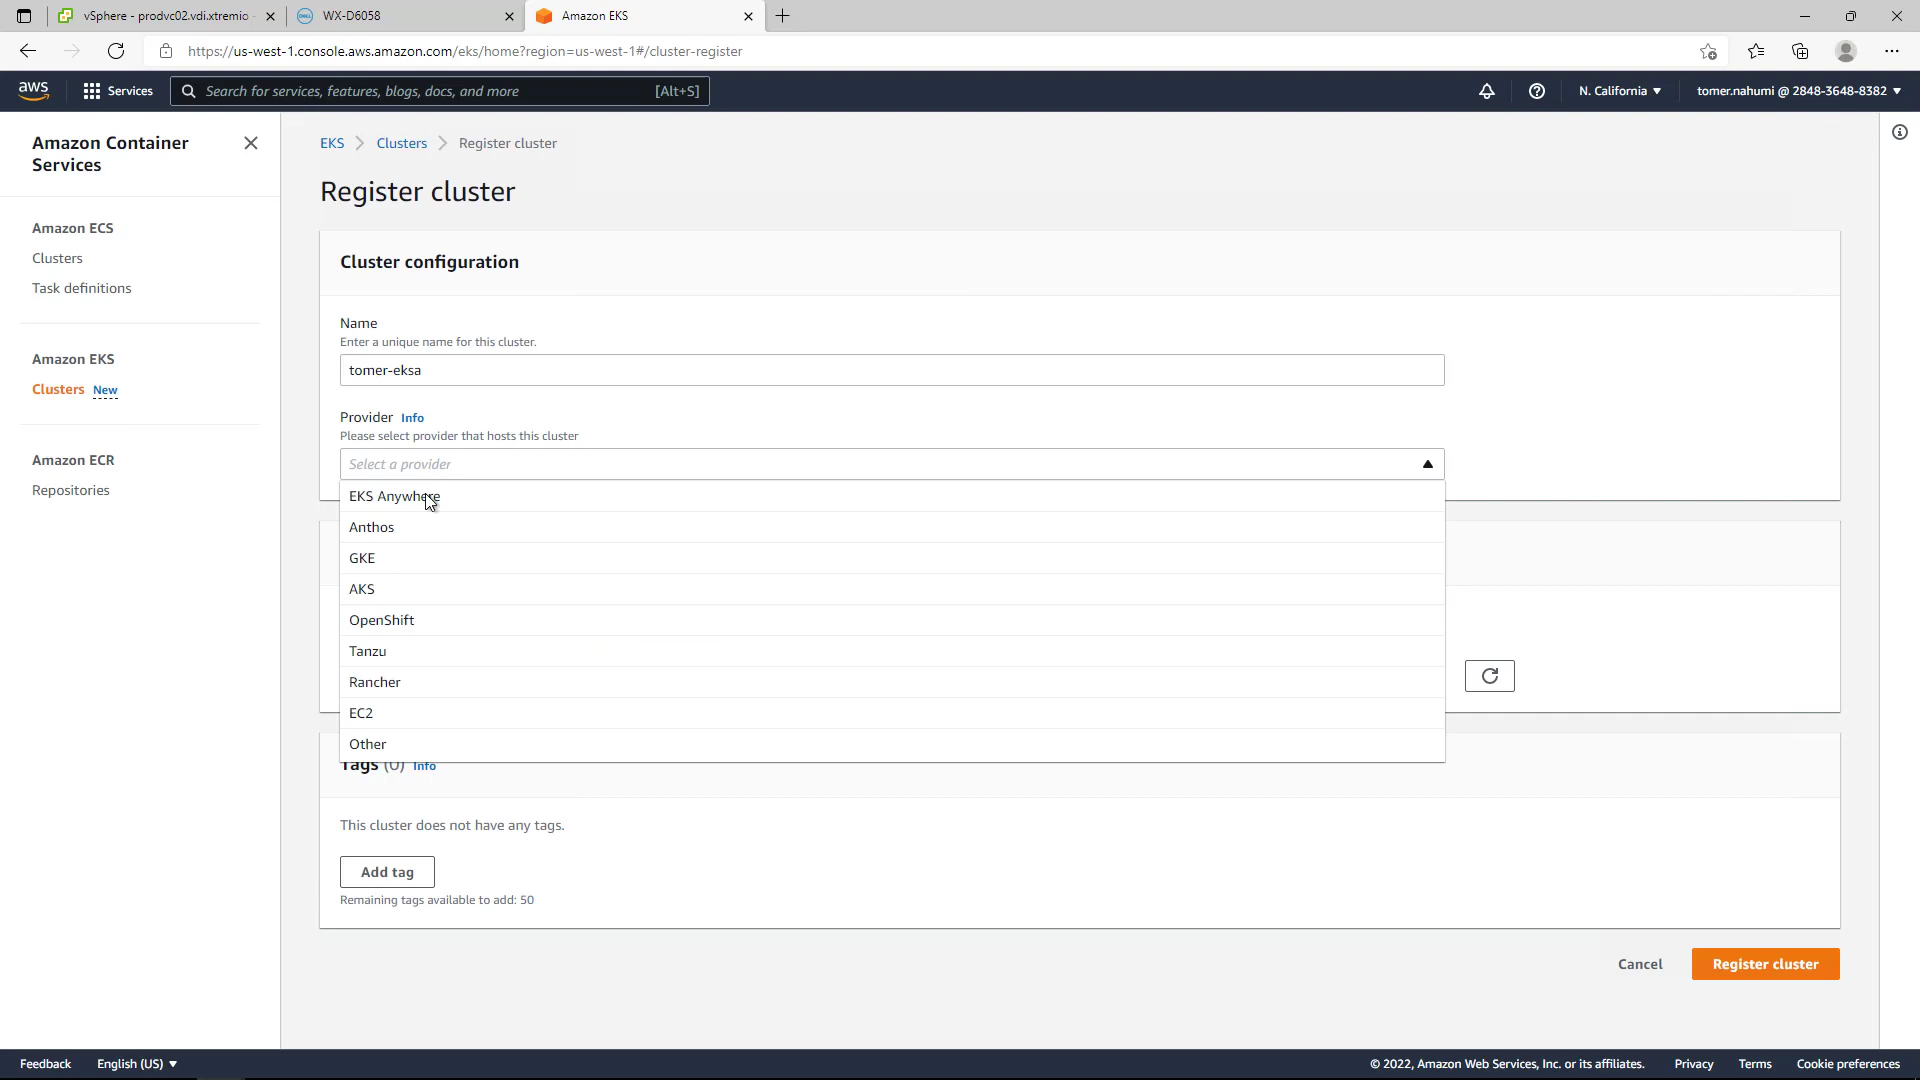 vSphere - prodvc02.vdi.xtremio
WX-D6058
Amazon EKS
https://us-west-1.console.aws.amazon.com/eks/home?region=us-west-1#/cluster-register
aws
Services
Search for services, features, blogs, docs, and more
[Alt+S]
N. California
tomer.nahumi @ 2848-3648-8382
Amazon Container
Services
Amazon ECS
Clusters
Task definitions
Amazon EKS
Clusters New
Amazon ECR
Repositories
EKS
Clusters
Register cluster
Register cluster
Cluster configuration
Name
Enter a unique name for this cluster.
tomer-eksa
Provider Info
Please select provider that hosts this cluster
Select a provider
EKS Anywhere
Anthos
GKE
AKS
OpenShift
Tanzu
Rancher
EC2
Other
Tags (0) Info
This cluster does not have any tags.
Add tag
Remaining tags available to add: 50
Cancel
Register cluster
Feedback
English (US)
© 2022, Amazon Web Services, Inc. or its affiliates.
Privacy
Terms
Cookie preferences